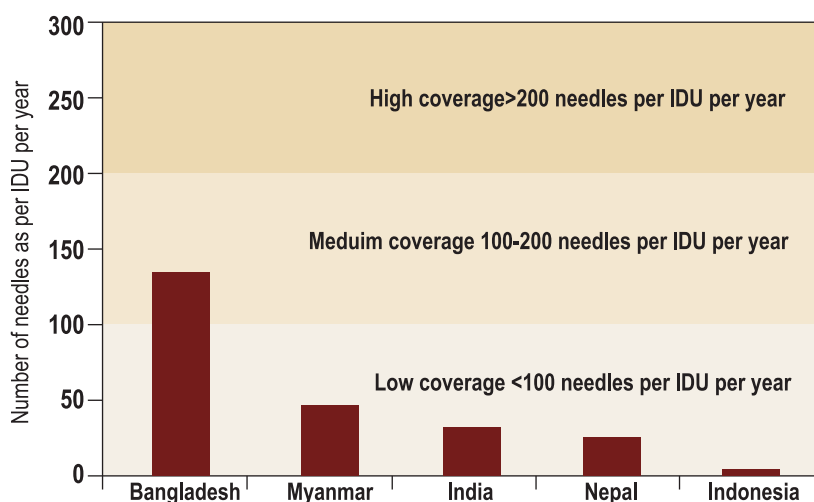 Number of needles as per IDU per year
300
250
200
150
100
50
0
High coverage>200 needles per IDU per year
Meduim coverage 100-200 needles per IDU per year
Low coverage <100 needles per IDU per year
Bangladesh Myanmar India Nepal Indonesia